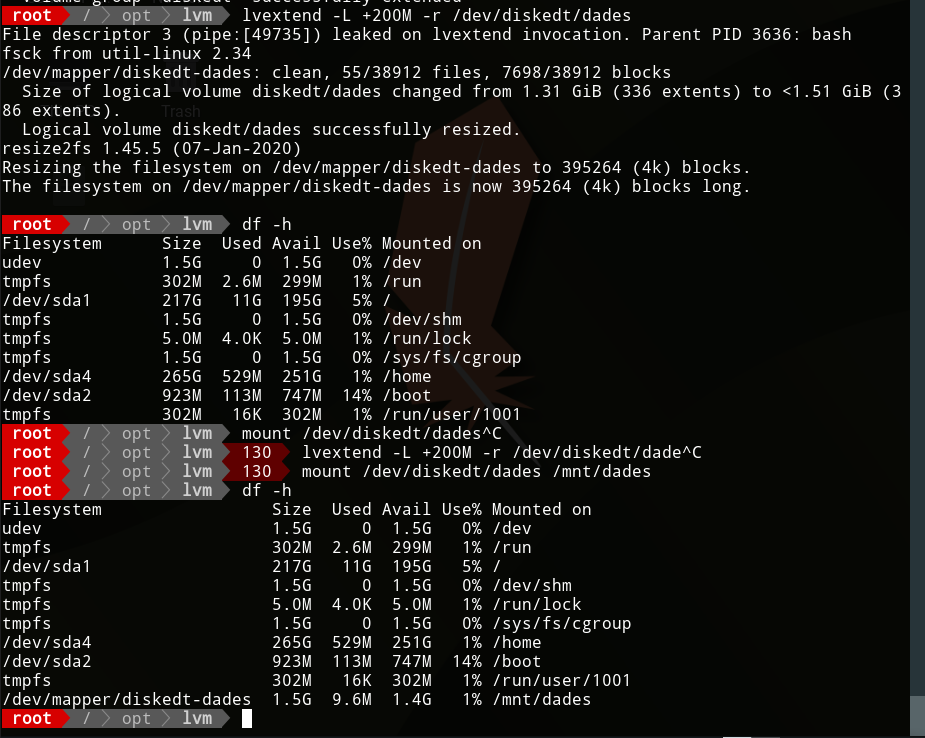 Volume group "diskedt" successfully extended
root / opt lvm lvextend -L +200M -r /dev/diskedt/dades
File descriptor 3 (pipe:[49735]) leaked on lvextend invocation. Parent PID 3636: bash
fsck from util-linux 2.34
/dev/mapper/diskedt-dades: clean, 55/38912 files, 7698/38912 blocks
  Size of logical volume diskedt/dades changed from 1.31 GiB (336 extents) to <1.51 GiB (3
86 extents).
Trash
  Logical volume diskedt/dades successfully resized.
resize2fs 1.45.5 (07-Jan-2020)
Resizing the filesystem on /dev/mapper/diskedt-dades to 395264 (4k) blocks.
The filesystem on /dev/mapper/diskedt-dades is now 395264 (4k) blocks long.
root / opt lvm df -h
Filesystem      Size  Used Avail Use% Mounted on
udev            1.5G     0  1.5G   0% /dev
tmpfs           302M  2.6M  299M   1% /run
/dev/sda1       217G   11G  195G   5% /
tmpfs           1.5G     0  1.5G   0% /dev/shm
tmpfs           5.0M  4.0K  5.0M   1% /run/lock
tmpfs           1.5G     0  1.5G   0% /sys/fs/cgroup
/dev/sda4       265G  529M  251G   1% /home
/dev/sda2       923M  113M  747M  14% /boot
tmpfs           302M   16K  302M   1% /run/user/1001
root / opt lvm mount /dev/diskedt/dades^C
root / opt lvm 130 lvextend -L +200M -r /dev/diskedt/dade^C
root / opt lvm 130 mount /dev/diskedt/dades /mnt/dades
root / opt lvm df -h
Filesystem                 Size  Used Avail Use% Mounted on
udev                       1.5G     0  1.5G   0% /dev
tmpfs                      302M  2.6M  299M   1% /run
/dev/sda1                  217G   11G  195G   5% /
tmpfs                      1.5G     0  1.5G   0% /dev/shm
tmpfs                      5.0M  4.0K  5.0M   1% /run/lock
tmpfs                      1.5G     0  1.5G   0% /sys/fs/cgroup
/dev/sda4                  265G  529M  251G   1% /home
/dev/sda2                  923M  113M  747M  14% /boot
tmpfs                      302M   16K  302M   1% /run/user/1001
/dev/mapper/diskedt-dades  1.5G  9.6M  1.4G   1% /mnt/dades
root / opt lvm